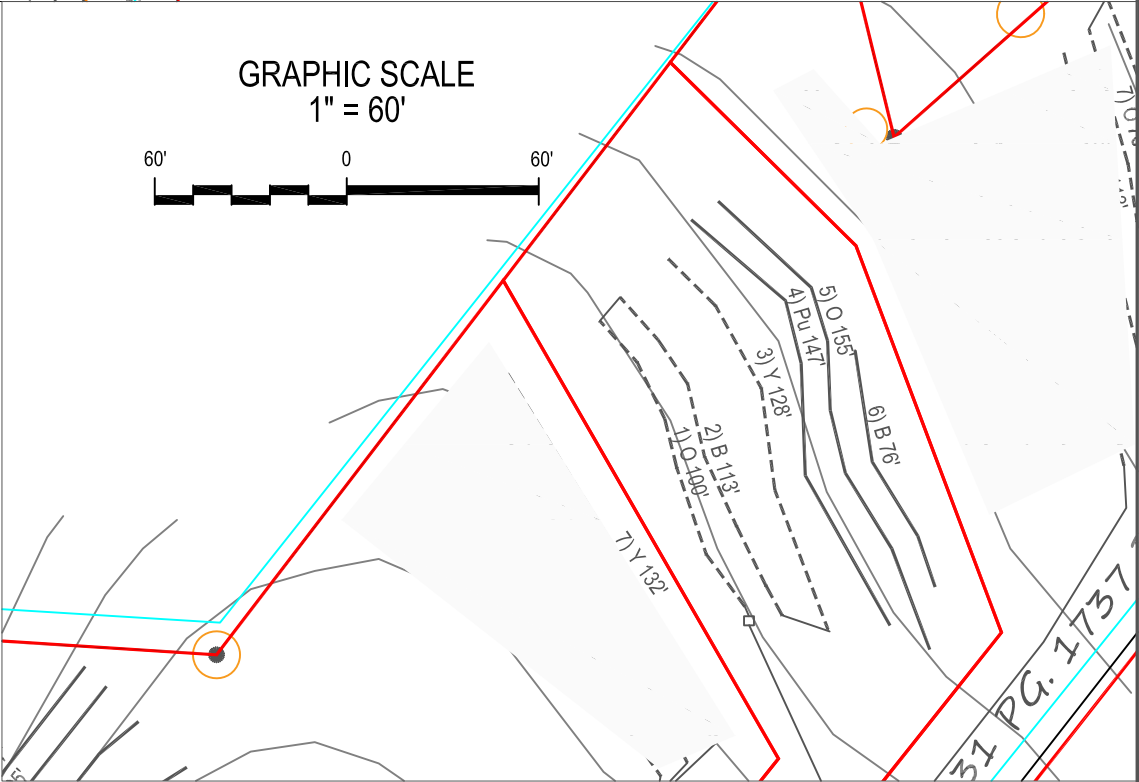 GRAPHIC SCALE
1" = 60'
60' 0 60'
5) O 155'
4) Pu 147'
3) Y 128'
6) B 76'
2) B 113'
1) O 100'
7) Y 132'
31 PG. 1737